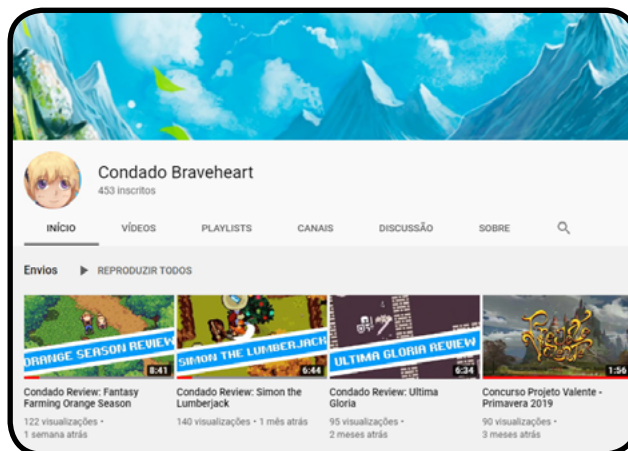 Condado Braveheart
453 inscritos
INÍCIO VÍDEOS PLAYLISTS CANAIS DISCUSSÃO SOBRE
Envios REPRODUZIR TODOS
ORANGE SEASON REVIEW
8:41
SIMON THE LUMBERJACK
6:44
ULTIMA GLORIA REVIEW
6:34
1:56
Condado Review: Fantasy
Farming Orange Season
122 visualizações •
1 semana atrás
Condado Review: Simon the
Lumberjack
140 visualizações • 1 mês atrás
Condado Review: Ultima
Gloria
95 visualizações •
2 meses atrás
Concurso Projeto Valente -
Primavera 2019
90 visualizações •
3 meses atrás